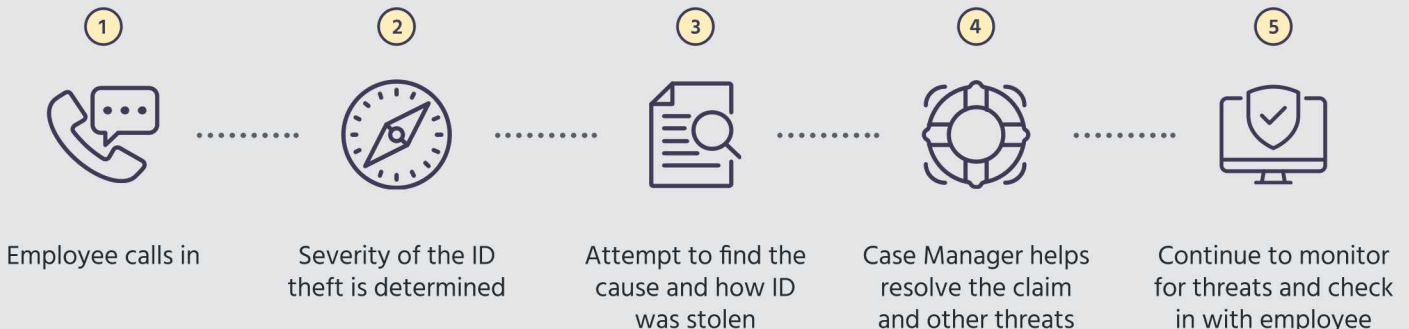 1
2
3
4
5
Employee calls in
Severity of the ID
theft is determined
Attempt to find the
cause and how ID
was stolen
Case Manager helps
resolve the claim
and other threats
Continue to monitor
for threats and check
in with employee